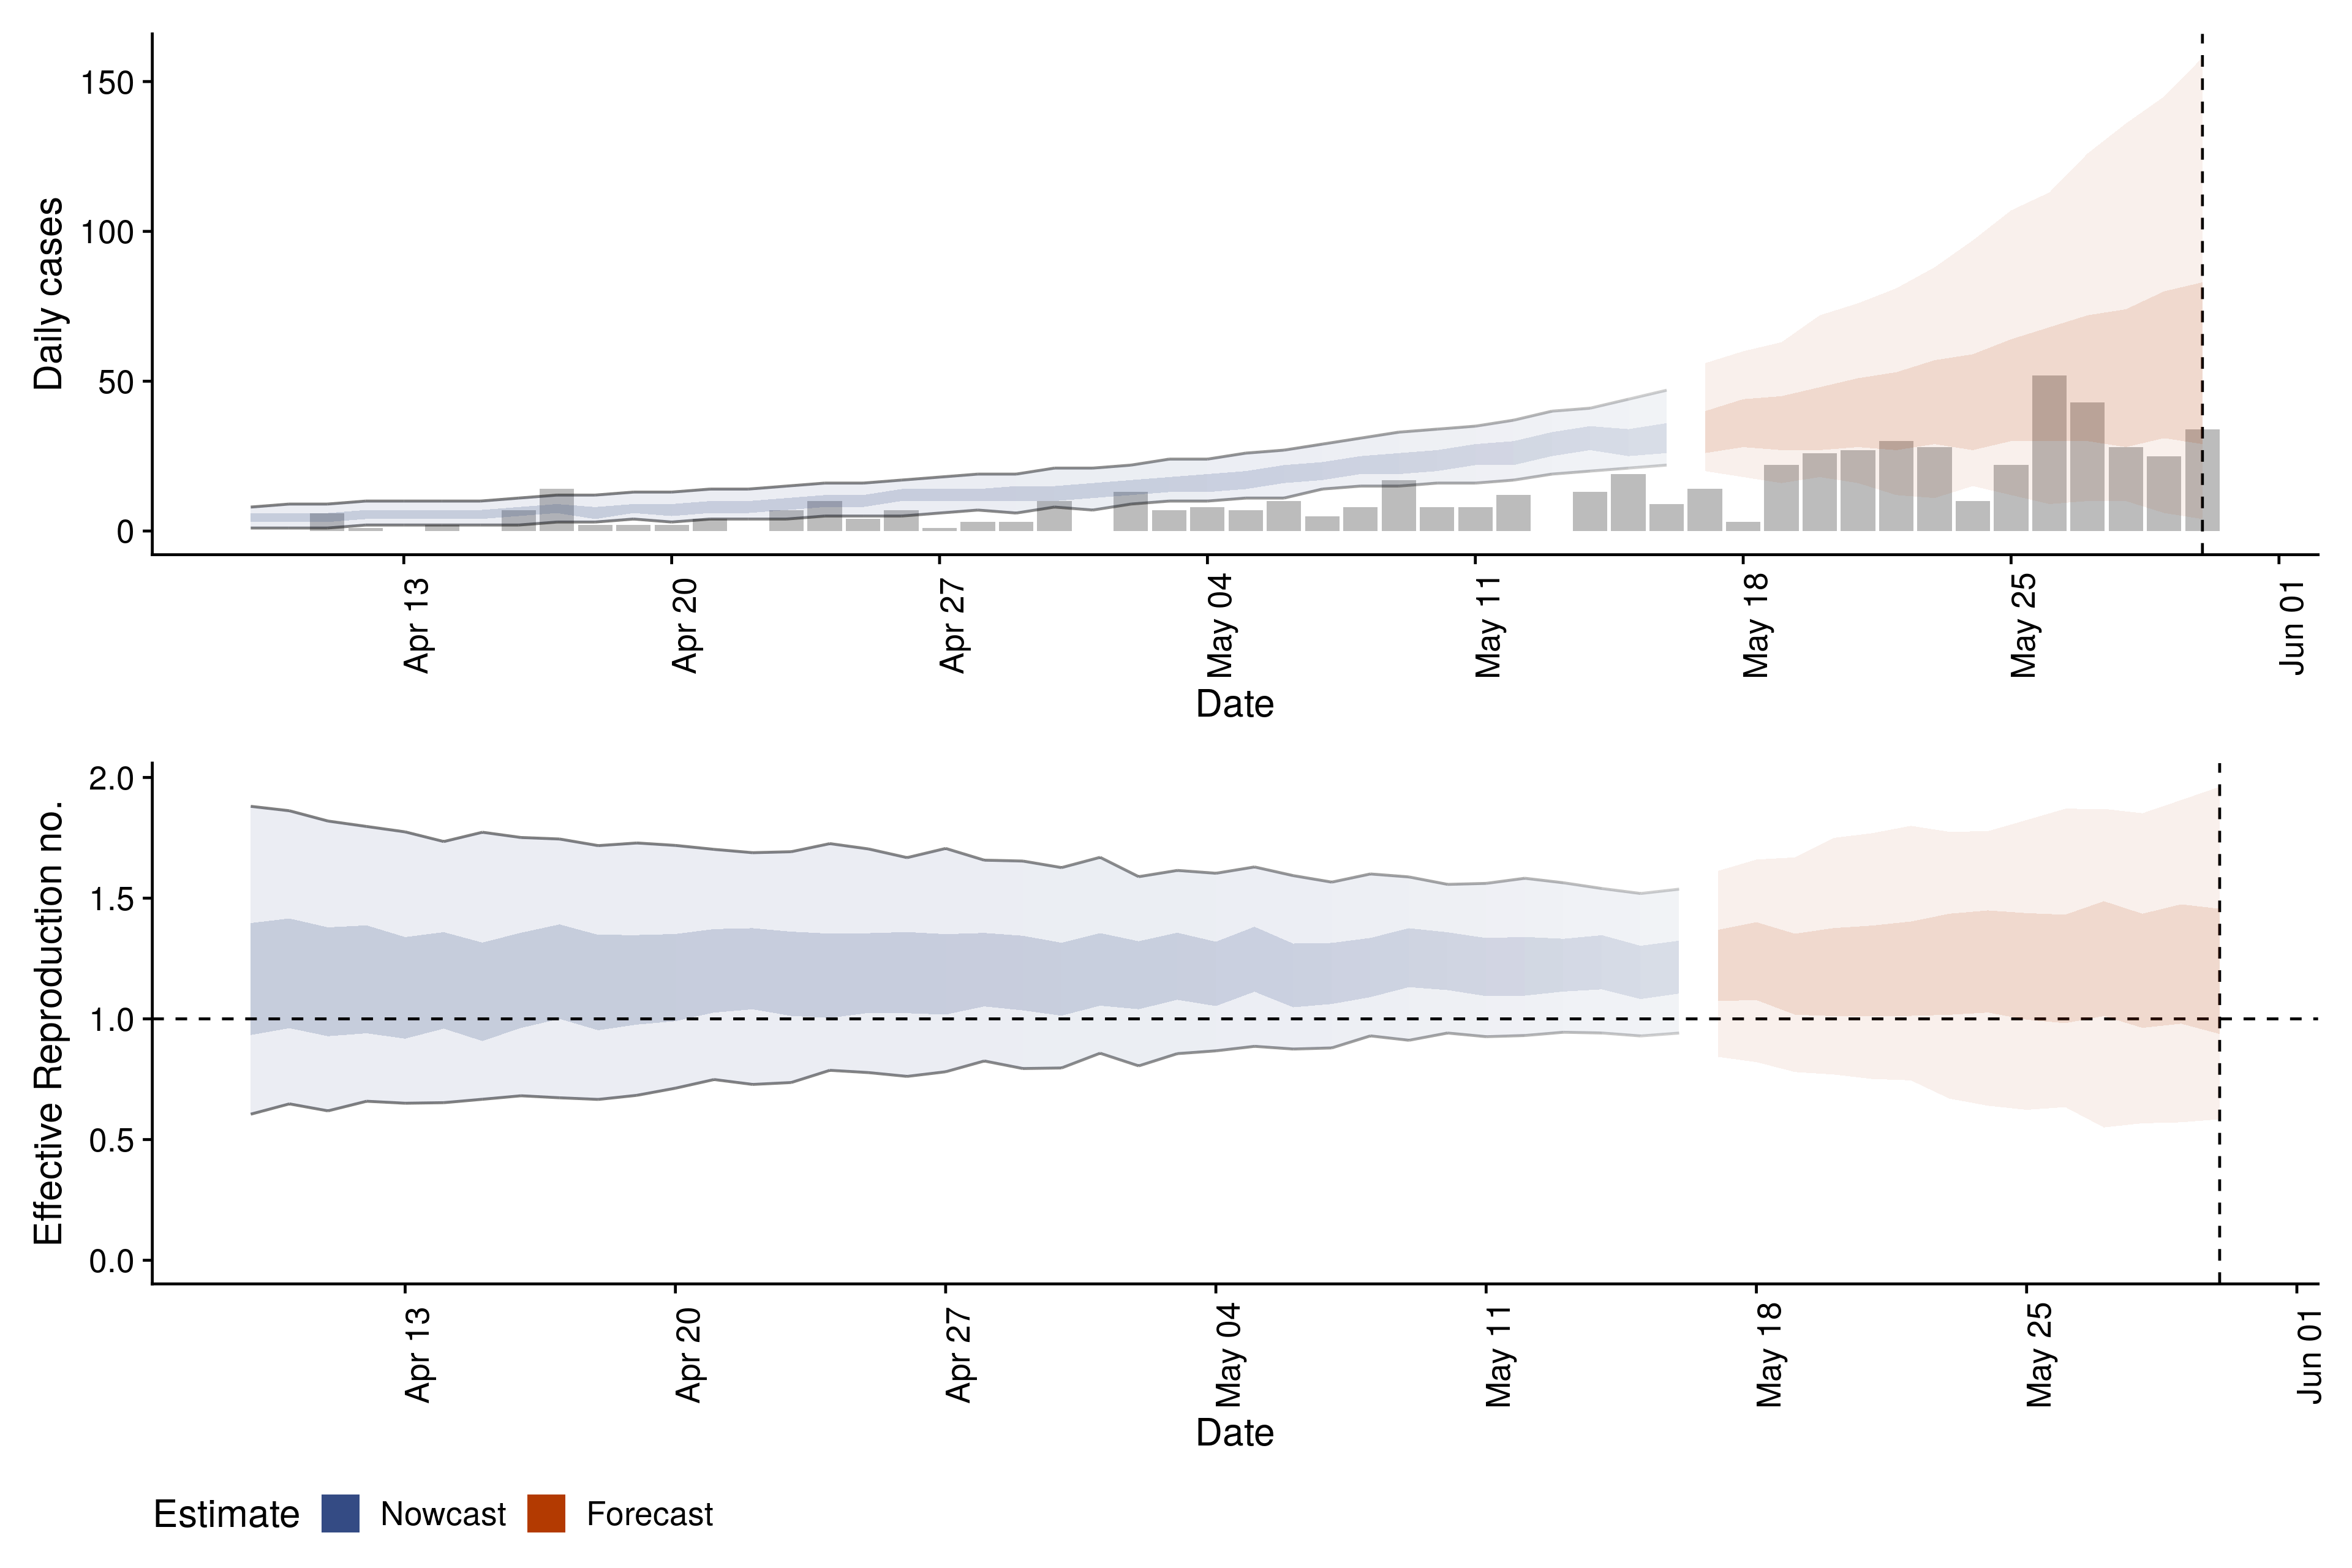 Daily cases
150
100
50
0
Apr 13
Apr 20
Apr 27
May 04
May 11
May 18
May 25
Jun 01
Date
Effective Reproduction no.
2.0
1.5
1.0
0.5
0.0
Apr 13
Apr 20
Apr 27
May 04
May 11
May 18
May 25
Jun 01
Date
Estimate Nowcast Forecast